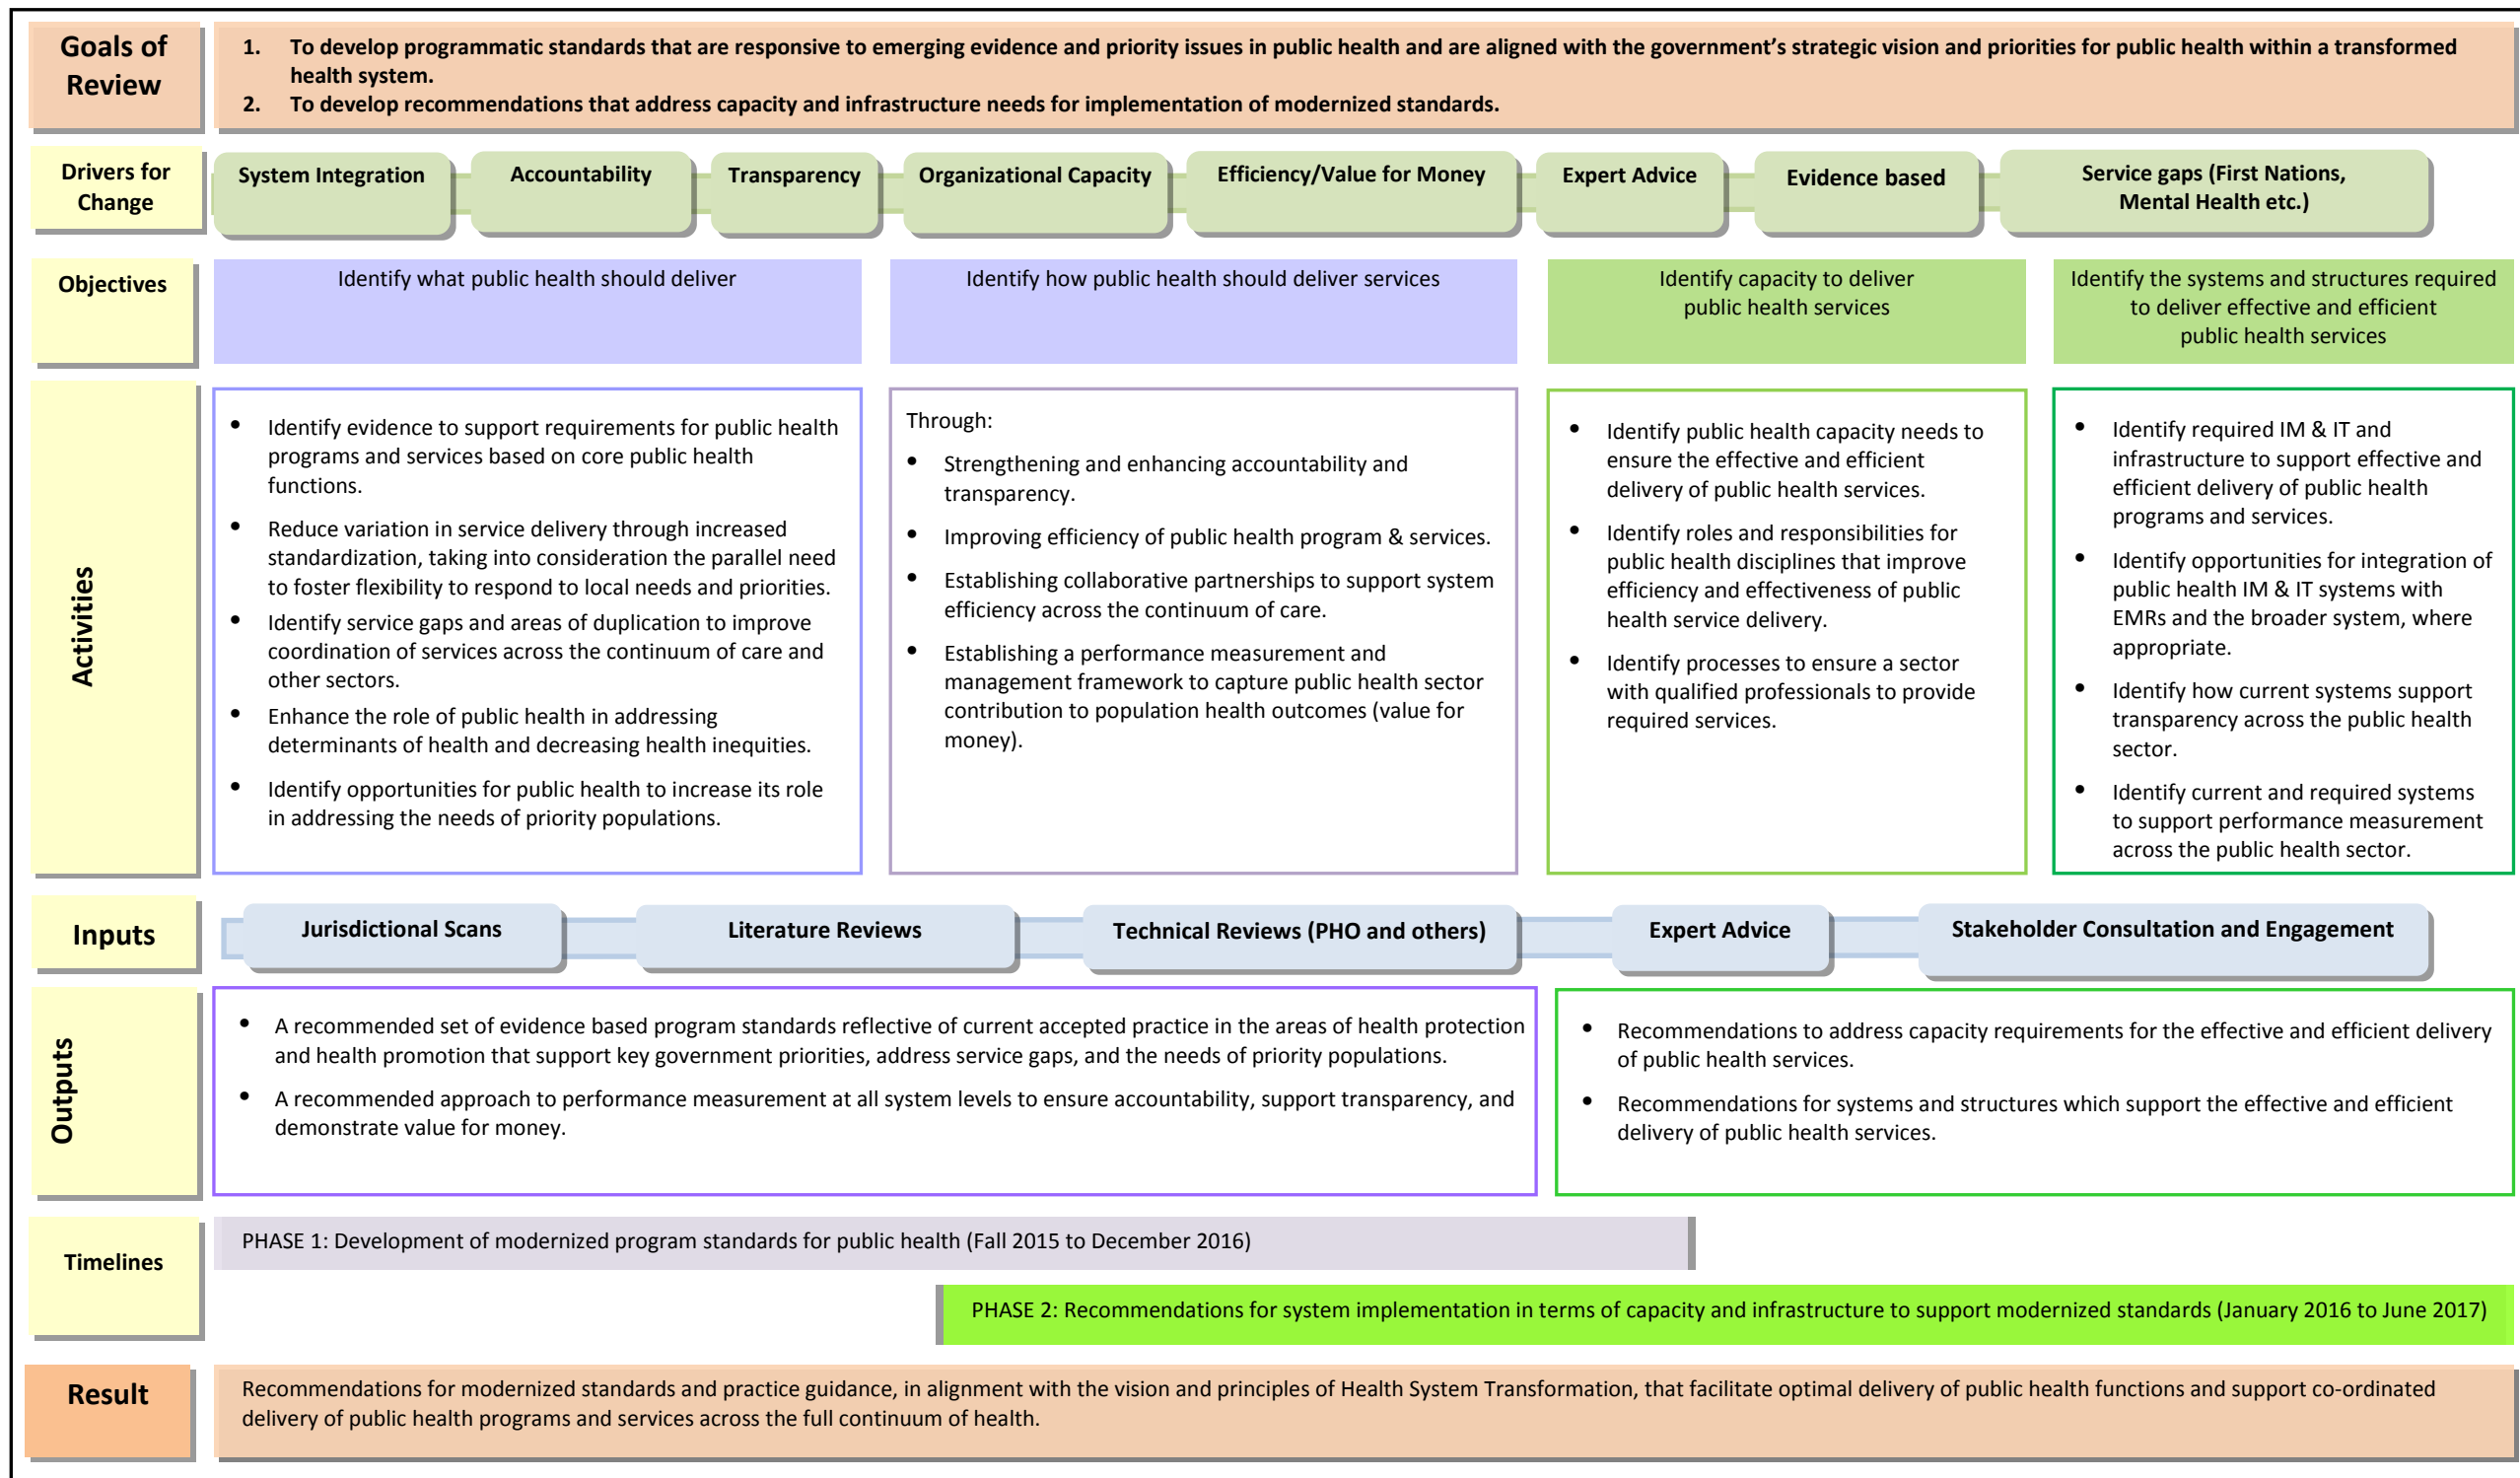 Goals of
Review
1. To develop programmatic standards that are responsive to emerging evidence and priority issues in public health and are aligned with the government's strategic vision and priorities for public health within a transformed
health system.
2. To develop recommendations that address capacity and infrastructure needs for implementation of modernized standards.
Drivers for
Change
System Integration
Accountability
Transparency
Organizational Capacity
Efficiency/Value for Money
Expert Advice
Evidence based
Service gaps (First Nations,
Mental Health etc.)
Objectives
Identify what public health should deliver
Identify how public health should deliver services
Identify capacity to deliver
public health services
Identify the systems and structures required
to deliver effective and efficient
public health services
Activities
• Identify evidence to support requirements for public health
programs and services based on core public health
functions.
• Reduce variation in service delivery through increased
standardization, taking into consideration the parallel need
to foster flexibility to respond to local needs and priorities.
• Identify service gaps and areas of duplication to improve
coordination of services across the continuum of care and
other sectors.
• Enhance the role of public health in addressing
determinants of health and decreasing health inequities.
• Identify opportunities for public health to increase its role
in addressing the needs of priority populations.
Through:
• Strengthening and enhancing accountability and
transparency.
• Improving efficiency of public health program & services.
• Establishing collaborative partnerships to support system
efficiency across the continuum of care.
• Establishing a performance measurement and
management framework to capture public health sector
contribution to population health outcomes (value for
money).
• Identify public health capacity needs to
ensure the effective and efficient
delivery of public health services.
• Identify roles and responsibilities for
public health disciplines that improve
efficiency and effectiveness of public
health service delivery.
• Identify processes to ensure a sector
with qualified professionals to provide
required services.
• Identify required IM & IT and
infrastructure to support effective and
efficient delivery of public health
programs and services.
• Identify opportunities for integration of
public health IM & IT systems with
EMRs and the broader system, where
appropriate.
• Identify how current systems support
transparency across the public health
sector.
• Identify current and required systems
to support performance measurement
across the public health sector.
Inputs
Jurisdictional Scans
Literature Reviews
Technical Reviews (PHO and others)
Expert Advice
Stakeholder Consultation and Engagement
Outputs
• A recommended set of evidence based program standards reflective of current accepted practice in the areas of health protection
and health promotion that support key government priorities, address service gaps, and the needs of priority populations.
• A recommended approach to performance measurement at all system levels to ensure accountability, support transparency, and
demonstrate value for money.
• Recommendations to address capacity requirements for the effective and efficient delivery
of public health services.
• Recommendations for systems and structures which support the effective and efficient
delivery of public health services.
Timelines
PHASE 1: Development of modernized program standards for public health (Fall 2015 to December 2016)
PHASE 2: Recommendations for system implementation in terms of capacity and infrastructure to support modernized standards (January 2016 to June 2017)
Result
Recommendations for modernized standards and practice guidance, in alignment with the vision and principles of Health System Transformation, that facilitate optimal delivery of public health functions and support co-ordinated
delivery of public health programs and services across the full continuum of health.